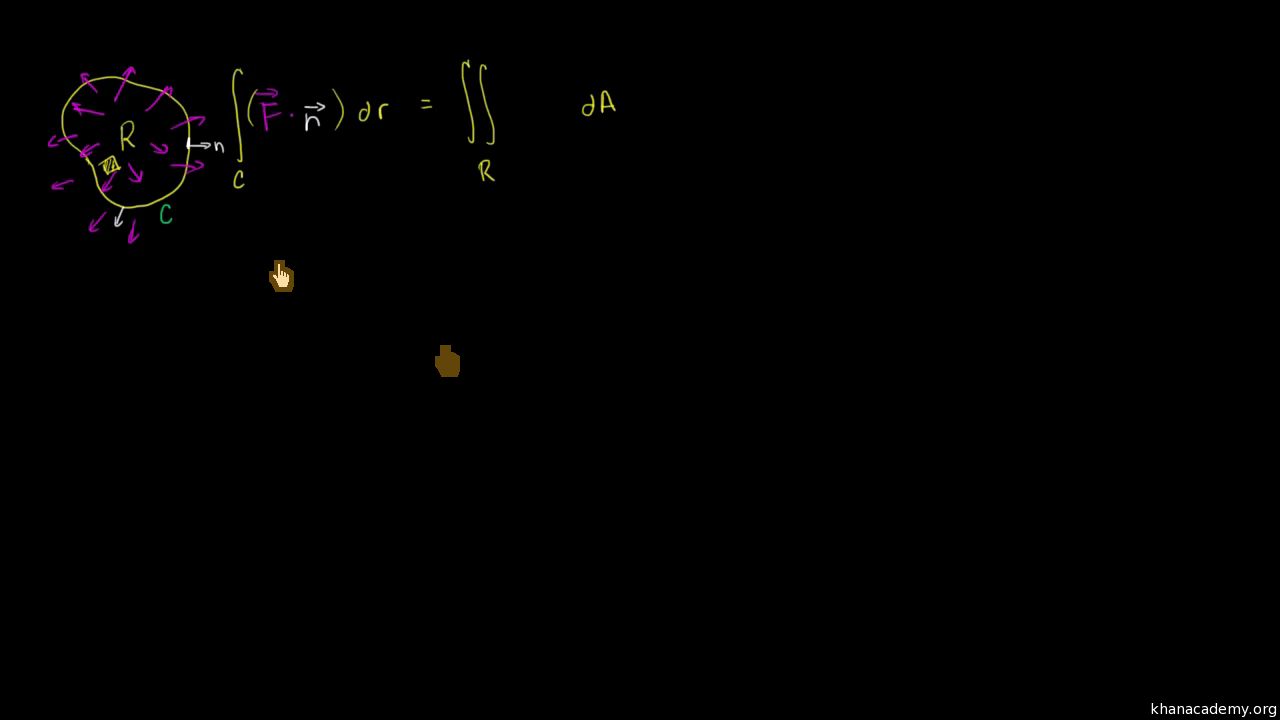 R
n
C
∫ (F⃗ · n⃗) dr = ∬ dA
C R
khanacademy.org